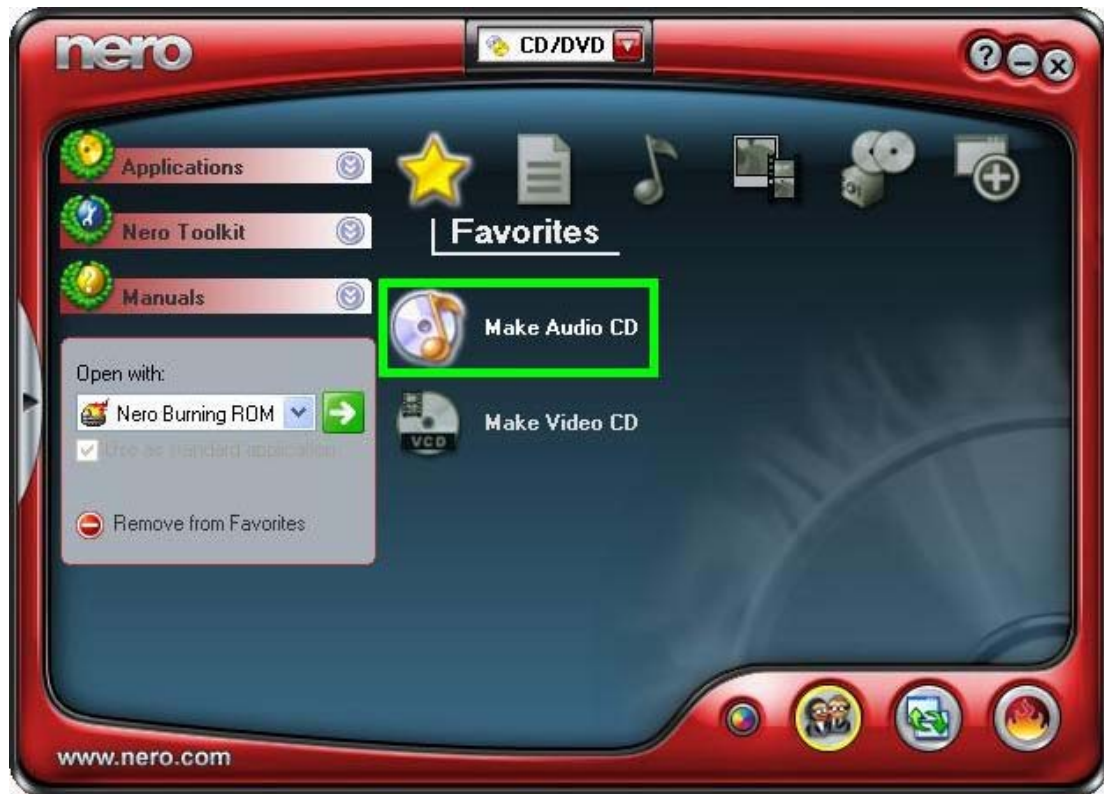 nero
CD/DVD
?
Applications
Nero Toolkit
Manuals
Favorites
Make Audio CD
Open with:
Nero Burning ROM
Use as standard application
Remove from Favorites
Make Video CD
VCD
www.nero.com